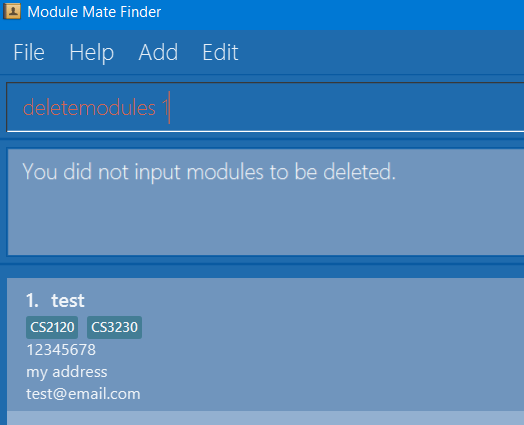 Module Mate Finder
File Help Add Edit
deletemodules 1
You did not input modules to be deleted.
1. test
CS2120 CS3230
12345678
my address
test@email.com